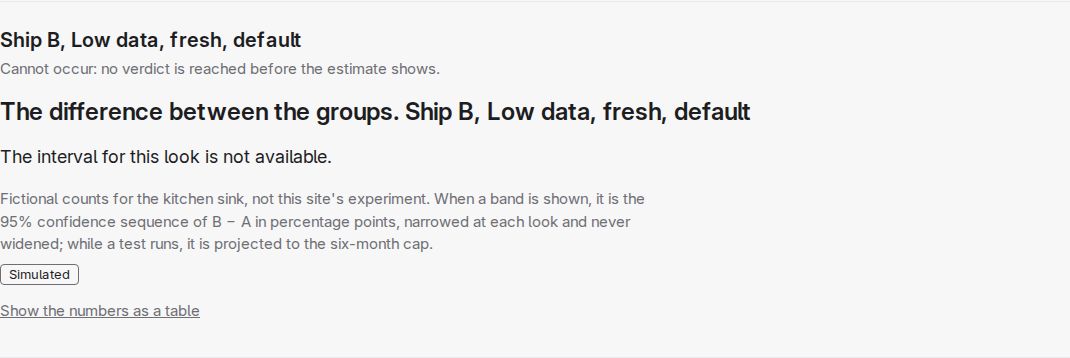 Ship B, Low data, fresh, default
Cannot occur: no verdict is reached before the estimate shows.
The difference between the groups. Ship B, Low data, fresh, default
The interval for this look is not available.
Fictional counts for the kitchen sink, not this site's experiment. When a band is shown, it is the
95% confidence sequence of B − A in percentage points, narrowed at each look and never
widened; while a test runs, it is projected to the six-month cap.
Simulated
Show the numbers as a table